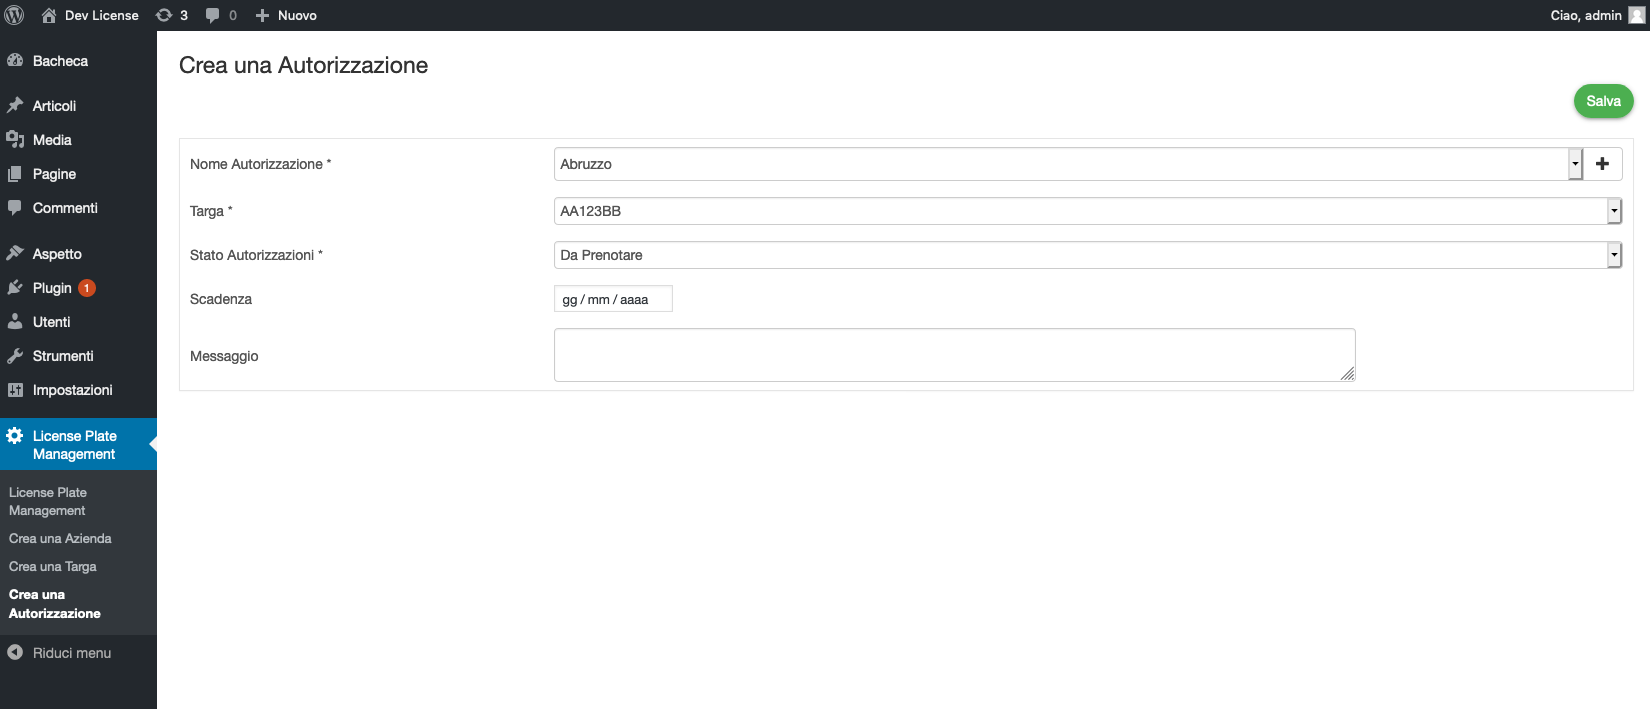 Dev License 3 0 Nuovo Ciao, admin
Bacheca
Articoli
Media
Pagine
Commenti
Aspetto
Plugin 1
Utenti
Strumenti
Impostazioni
License Plate
Management
License Plate
Management
Crea una Azienda
Crea una Targa
Crea una
Autorizzazione
Riduci menu
Crea una Autorizzazione
Salva
Nome Autorizzazione * Abruzzo
Targa * AA123BB
Stato Autorizzazioni * Da Prenotare
Scadenza gg / mm / aaaa
Messaggio